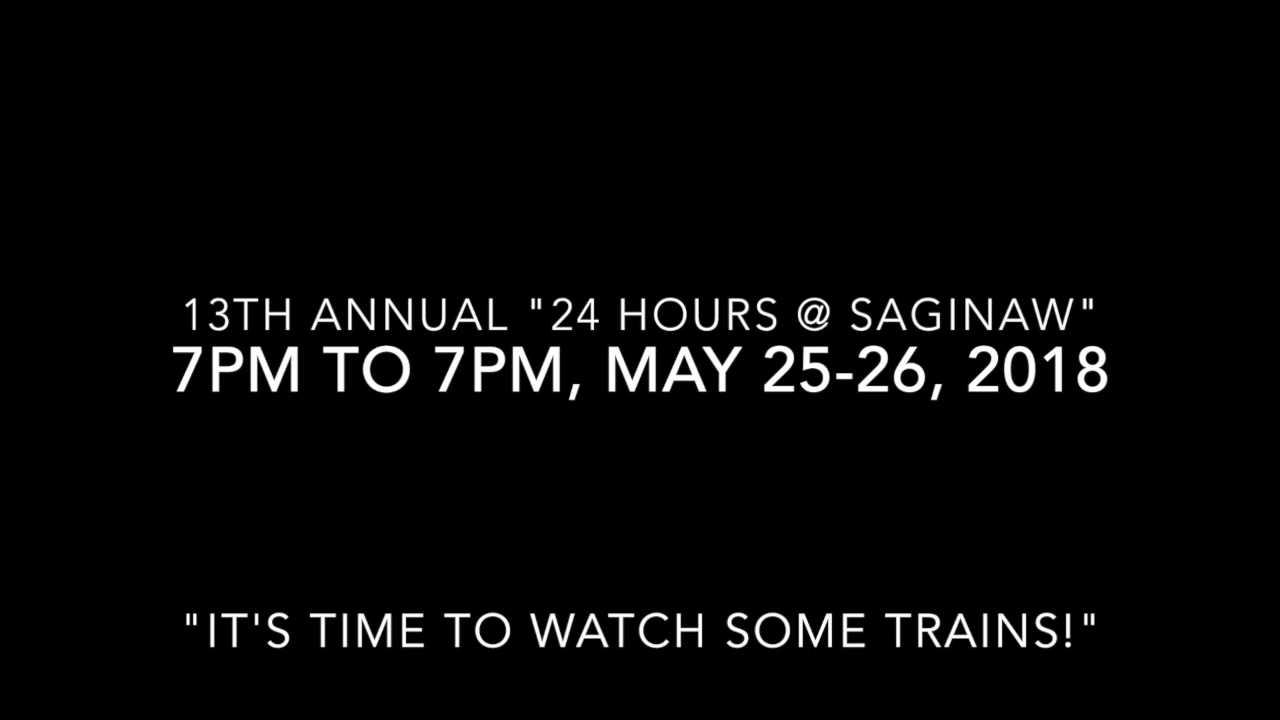 13TH ANNUAL "24 HOURS @ SAGINAW"
7PM TO 7PM, MAY 25-26, 2018
"IT'S TIME TO WATCH SOME TRAINS!"